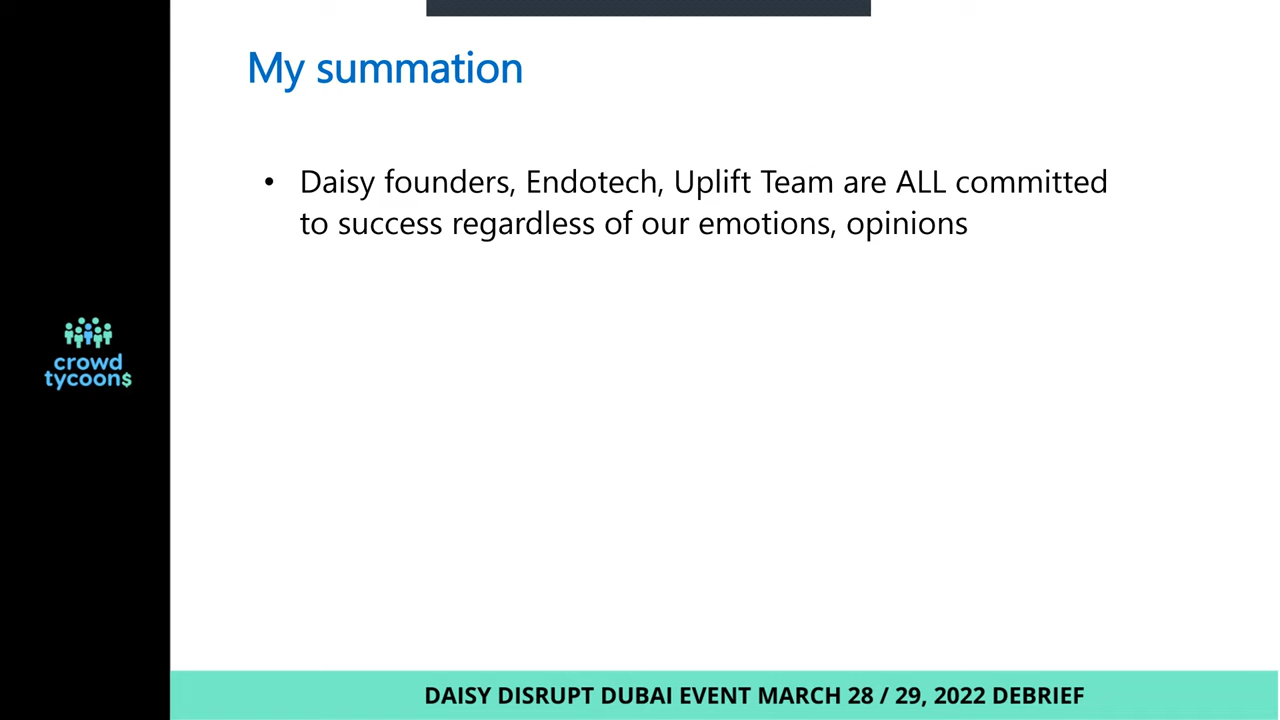 My summation
• Daisy founders, Endotech, Uplift Team are ALL committed
to success regardless of our emotions, opinions
crowd
tycoon$
DAISY DISRUPT DUBAI EVENT MARCH 28 / 29, 2022 DEBRIEF